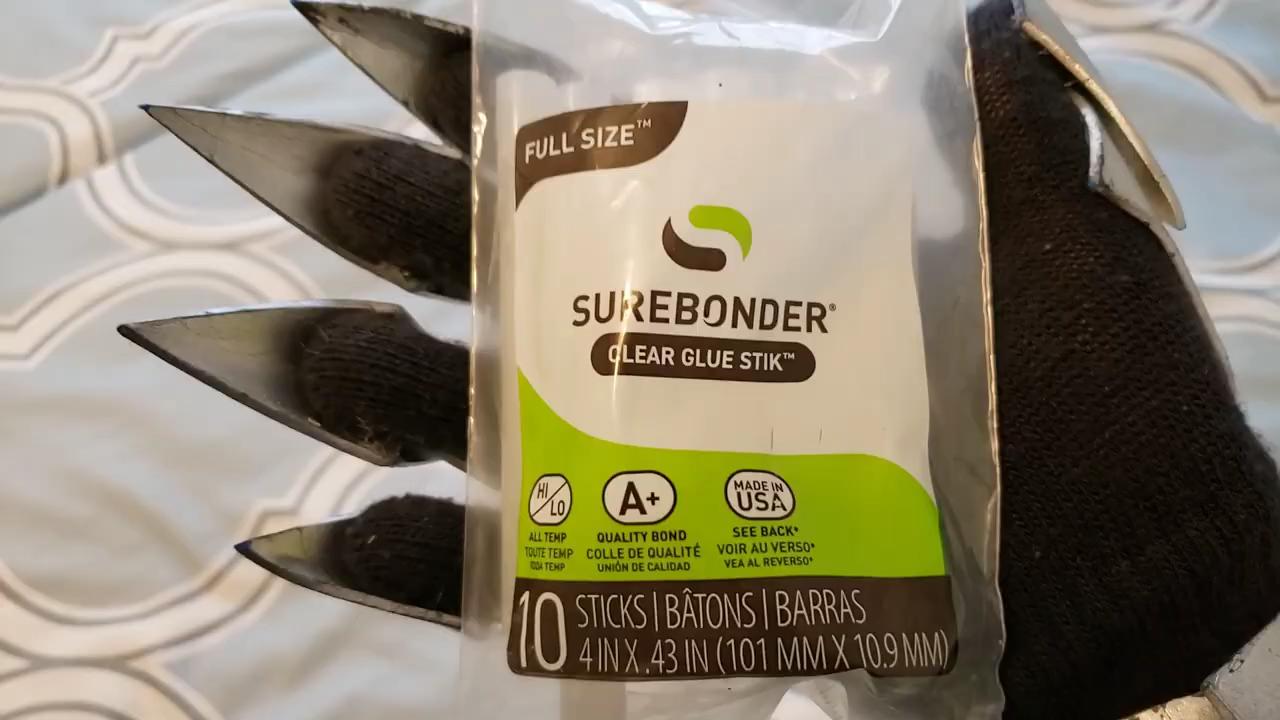 FULL SIZE™
SUREBONDER®
CLEAR GLUE STIK™
HI/LO
A+
MADE IN
USA
ALL TEMP
TOUTE TEMP
TODA TEMP
QUALITY BOND
COLLE DE QUALITÉ
UNIÓN DE CALIDAD
SEE BACK*
VOIR AU VERSO*
VEA AL REVERSO*
10 STICKS | BÂTONS | BARRAS
4 IN X .43 IN (101 MM X 10.9 MM)